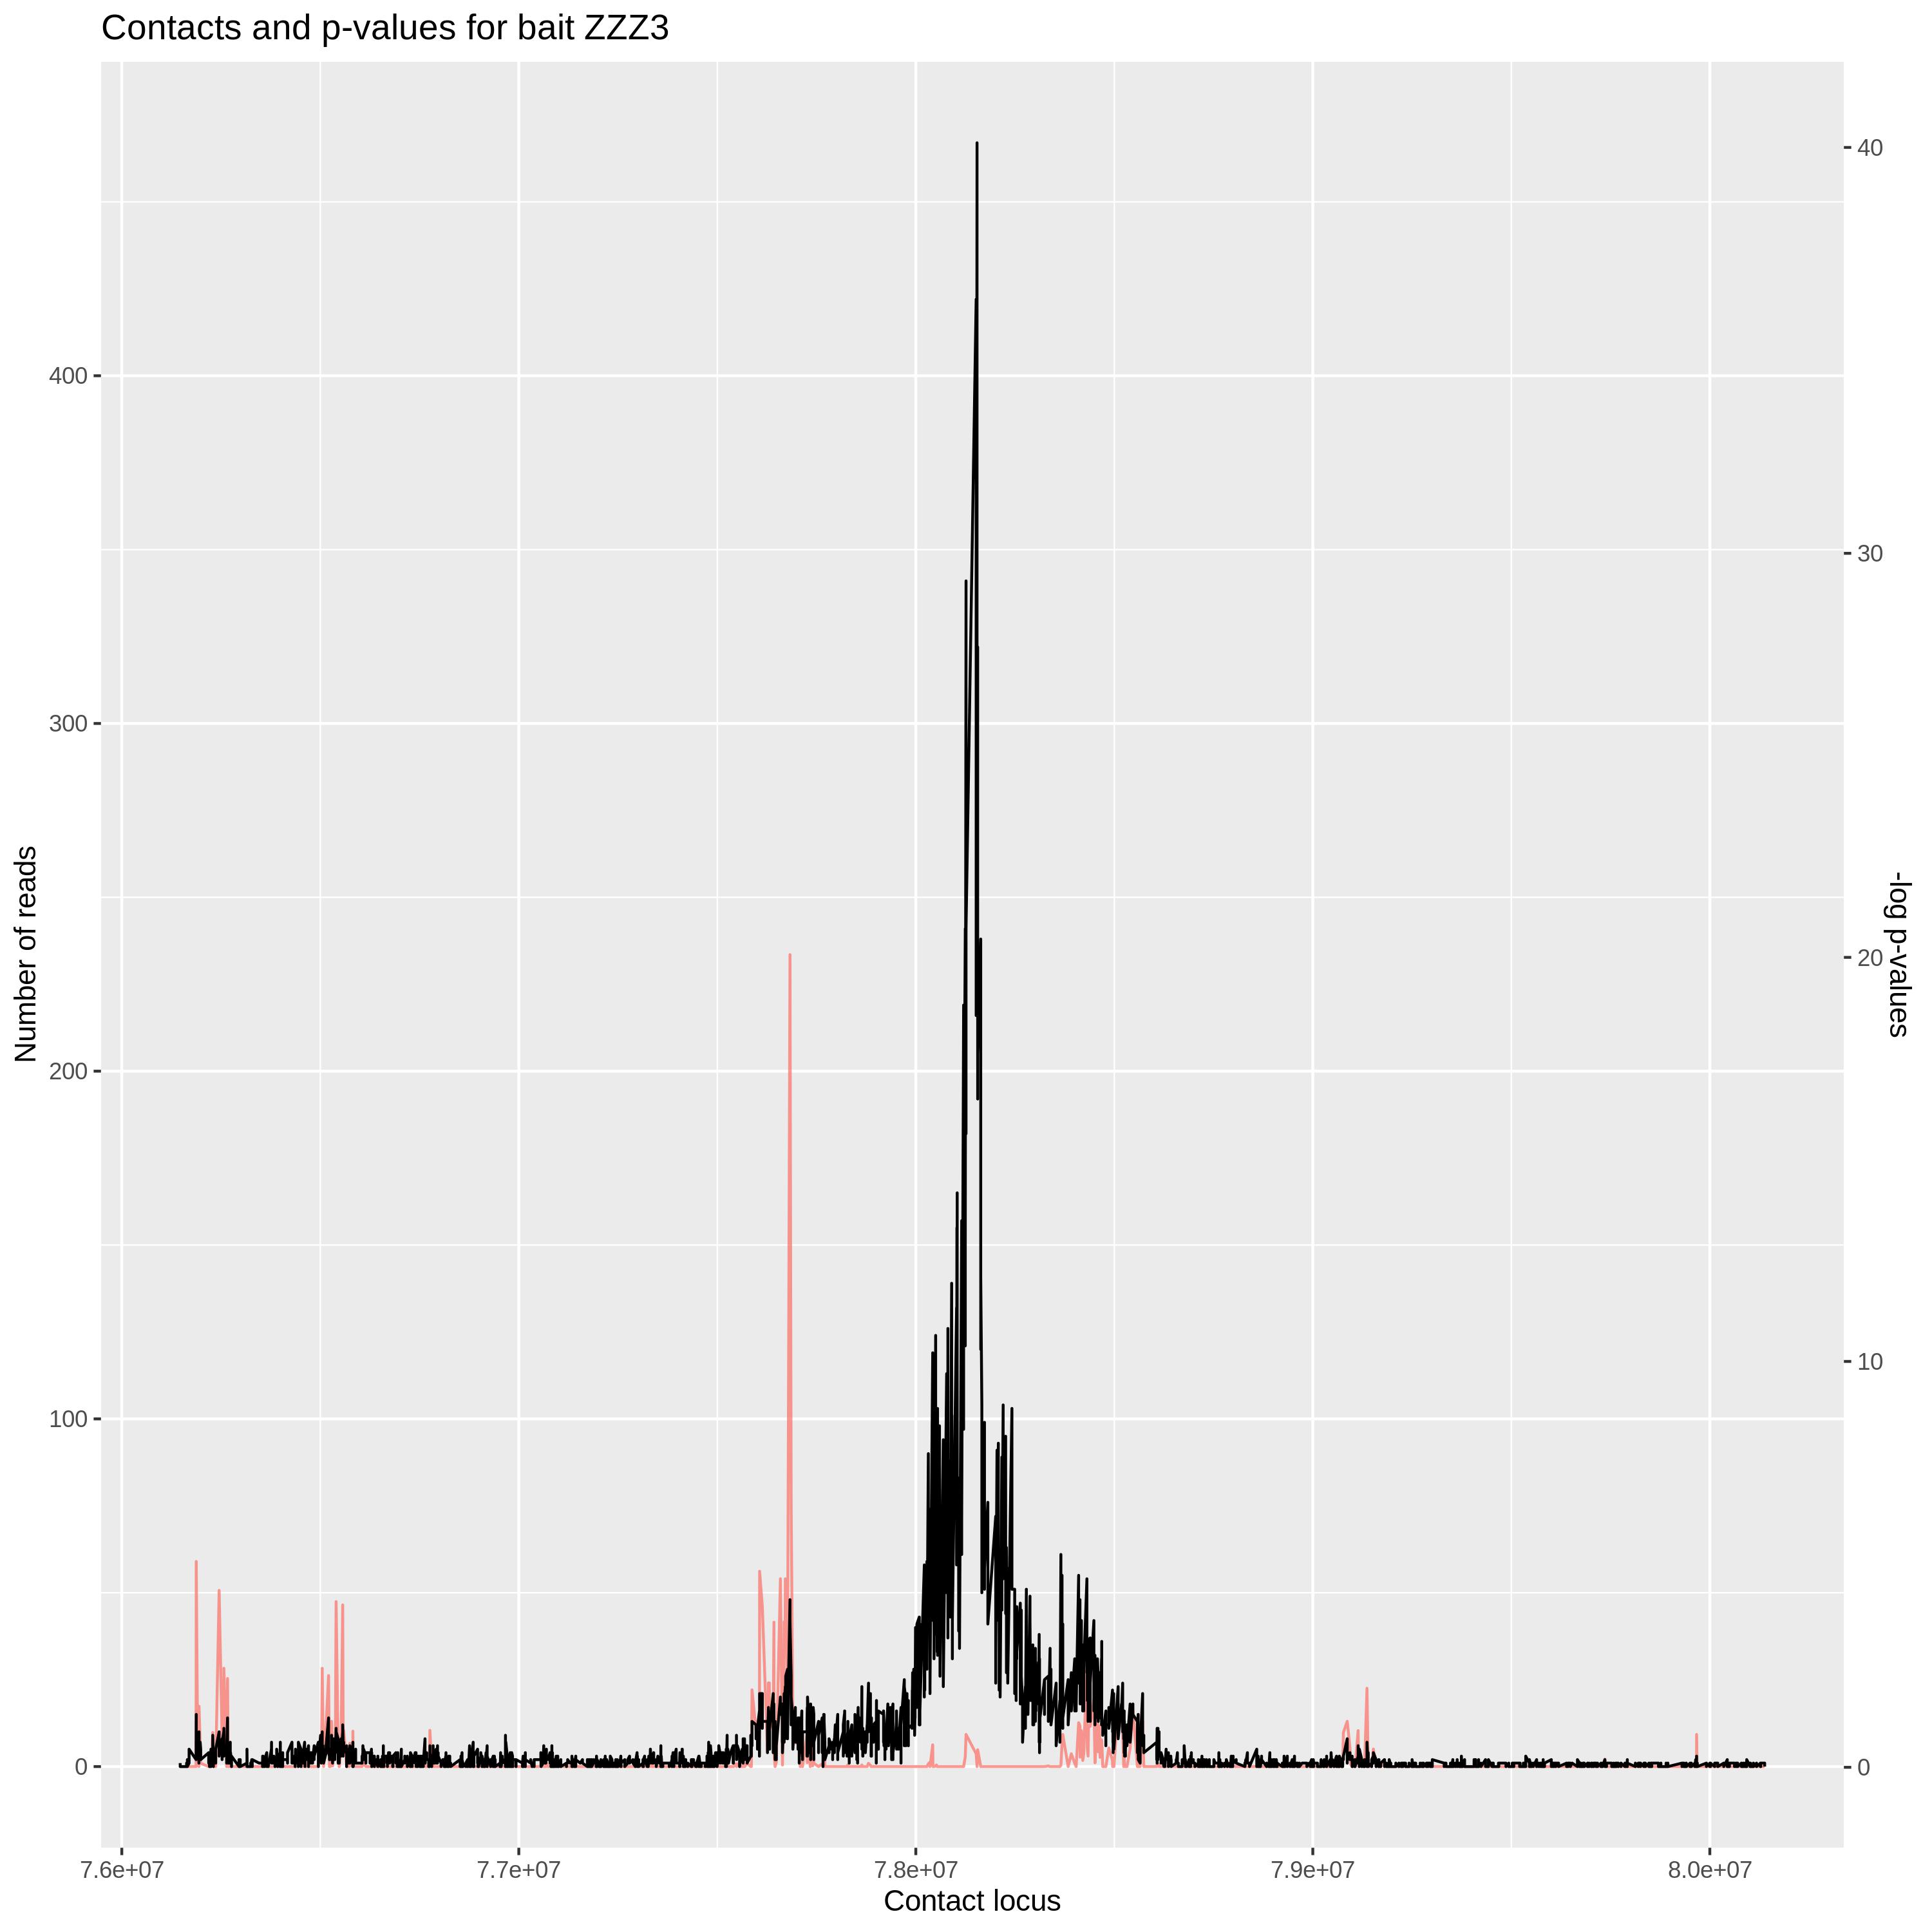 Contacts and p-values for bait ZZZ3
Number of reads
400
300
200
100
0
40
30
20
10
0
-log p-values
7.6e+07
7.7e+07
7.8e+07
7.9e+07
8.0e+07
Contact locus